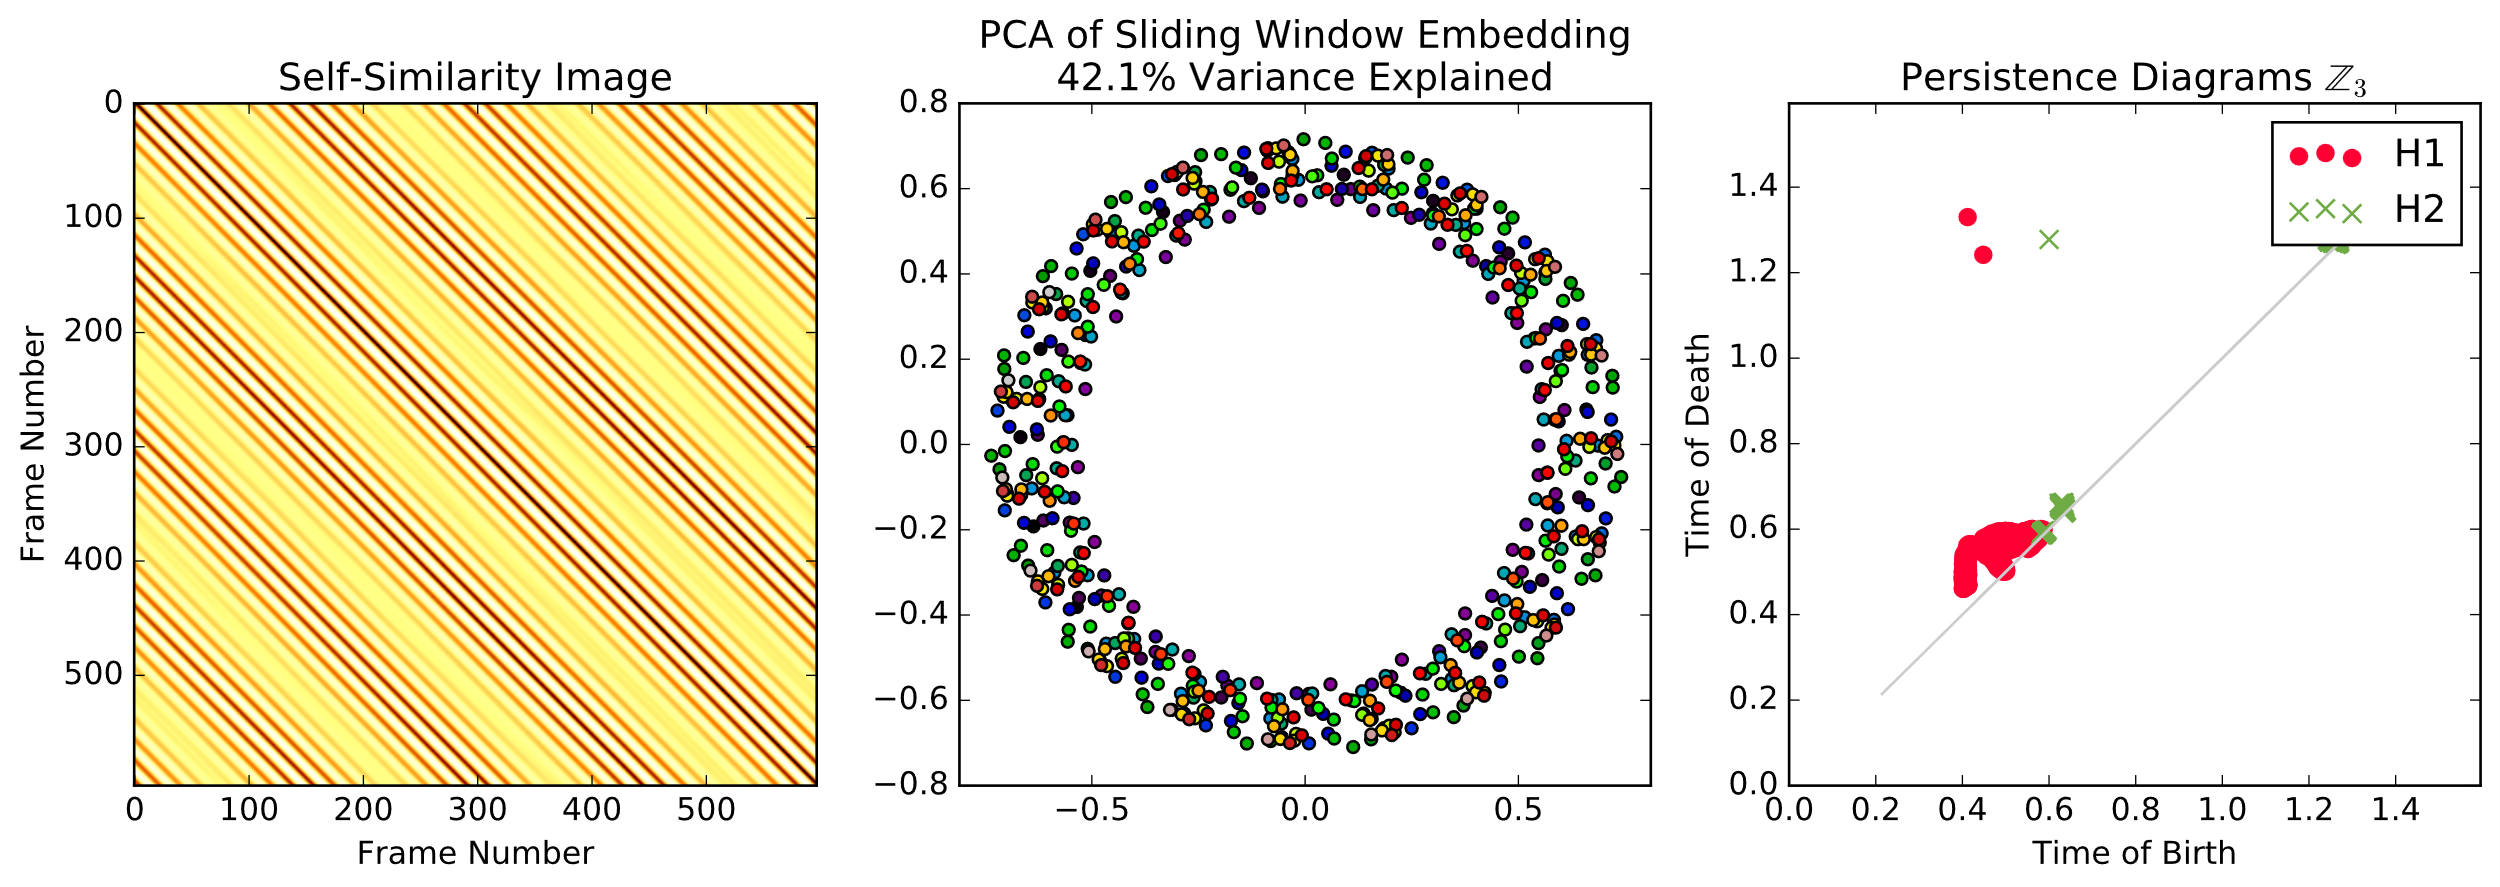 Self-Similarity Image
0
100
200
300
400
500
Frame Number
0 100 200 300 400 500
Frame Number
PCA of Sliding Window Embedding
42.1% Variance Explained
0.8
0.6
0.4
0.2
0.0
−0.2
−0.4
−0.6
−0.8
−0.5 0.0 0.5
Persistence Diagrams ℤ₃
H1
H2
1.4
1.2
1.0
0.8
0.6
0.4
0.2
0.0
Time of Death
0.0 0.2 0.4 0.6 0.8 1.0 1.2 1.4
Time of Birth